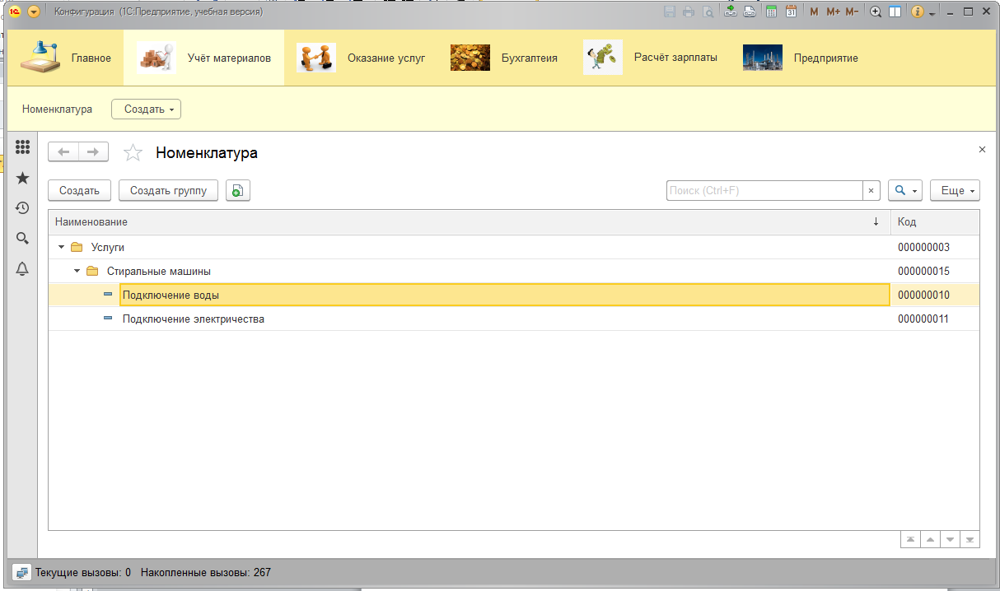 Конфигурация (1С:Предприятие, учебная версия)
M M+ M-
Главное Учёт материалов Оказание услуг Бухгалтеия Расчёт зарплаты Предприятие
Номенклатура Создать
Номенклатура
Создать Создать группу Поиск (Ctrl+F) × Еще
Наименование ↓ Код
Услуги 000000003
Стиральные машины 000000015
Подключение воды 000000010
Подключение электричества 000000011
Текущие вызовы: 0 Накопленные вызовы: 267